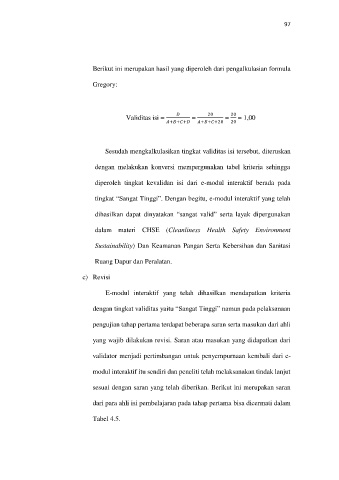 97
Berikut ini merupakan hasil yang diperoleh dari pengalkulasian formula
Gregory:
Validitas isi = D/A+B+C+D = 20/A+B+C+20 = 20/20 = 1,00
Sesudah mengkalkulasikan tingkat validitas isi tersebut, diteruskan
dengan melakukan konversi mempergunakan tabel kriteria sehingga
diperoleh tingkat kevalidan isi dari e-modul interaktif berada pada
tingkat “Sangat Tinggi”. Dengan begitu, e-modul interaktif yang telah
dihasilkan dapat dinyatakan “sangat valid” serta layak dipergunakan
dalam materi CHSE (Cleanliness Health Safety Environment
Sustainability) Dan Keamanan Pangan Serta Kebersihan dan Sanitasi
Ruang Dapur dan Peralatan.
c) Revisi
E-modul interaktif yang telah dihasilkan mendapatkan kriteria
dengan tingkat validitas yaitu “Sangat Tinggi” namun pada pelaksanaan
pengujian tahap pertama terdapat beberapa saran serta masukan dari ahli
yang wajib dilakukan revisi. Saran atau masukan yang didapatkan dari
validator menjadi pertimbangan untuk penyempurnaan kembali dari e-
modul interaktif itu sendiri dan peneliti telah melaksanakan tindak lanjut
sesuai dengan saran yang telah diberikan. Berikut ini merupakan saran
dari para ahli isi pembelajaran pada tahap pertama bisa dicermati dalam
Tabel 4.5.